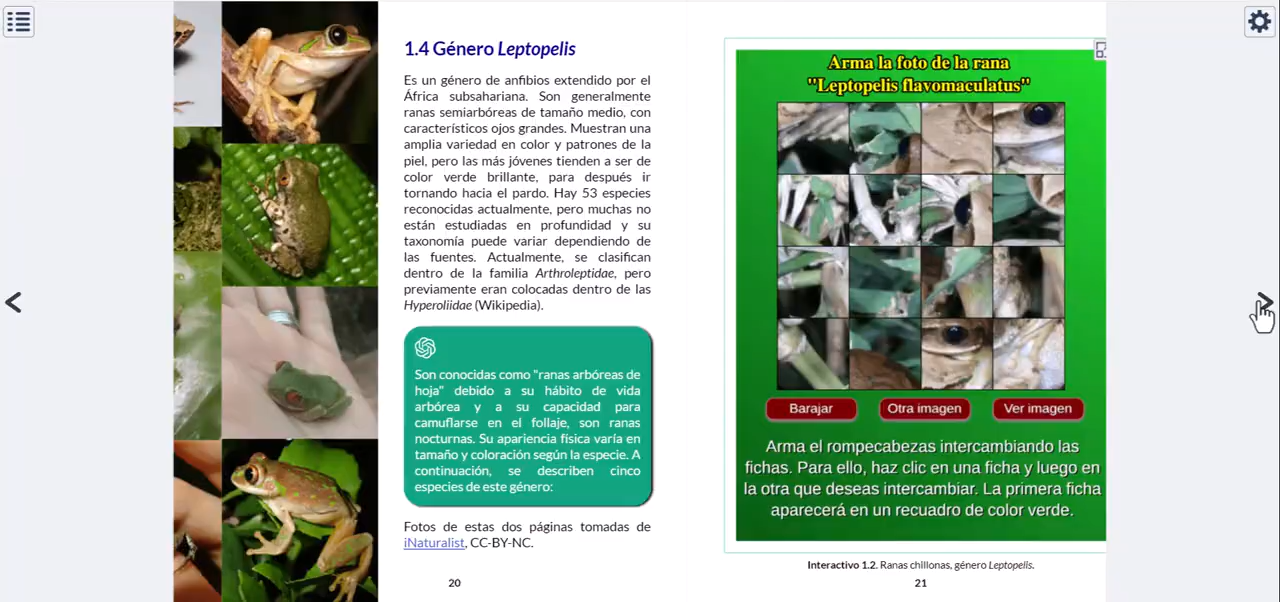 1.4 Género Leptopelis
Es un género de anfibios extendido por el
África subsahariana. Son generalmente
ranas semiarbóreas de tamaño medio, con
característicos ojos grandes. Muestran una
amplia variedad en color y patrones de la
piel, pero las más jóvenes tienden a ser de
color verde brillante, para después ir
tornando hacia el pardo. Hay 53 especies
reconocidas actualmente, pero muchas no
están estudiadas en profundidad y su
taxonomía puede variar dependiendo de
las fuentes. Actualmente, se clasifican
dentro de la familia Arthroleptidae, pero
previamente eran colocadas dentro de las
Hyperoliidae (Wikipedia).
Son conocidas como "ranas arbóreas de
hoja" debido a su hábito de vida
arbórea y a su capacidad para
camuflarse en el follaje, son ranas
nocturnas. Su apariencia física varía en
tamaño y coloración según la especie. A
continuación, se describen cinco
especies de este género:
Fotos de estas dos páginas tomadas de
iNaturalist, CC-BY-NC.
20
Arma la foto de la rana
"Leptopelis flavomaculatus"
Barajar Otra imagen Ver imagen
Arma el rompecabezas intercambiando las
fichas. Para ello, haz clic en una ficha y luego en
la otra que deseas intercambiar. La primera ficha
aparecerá en un recuadro de color verde.
Interactivo 1.2. Ranas chillonas, género Leptopelis.
21